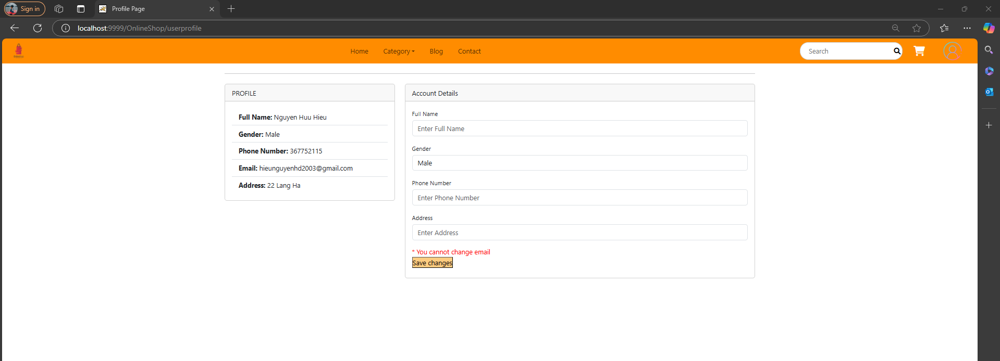 Sign in
Profile Page
localhost:9999/OnlineShop/userprofile
Home Category Blog Contact Search
PROFILE
Full Name: Nguyen Huu Hieu
Gender: Male
Phone Number: 367752115
Email: hieunguyenhd2003@gmail.com
Address: 22 Lang Ha
Account Details
Full Name
Enter Full Name
Gender
Male
Phone Number
Enter Phone Number
Address
Enter Address
* You cannot change email
Save changes